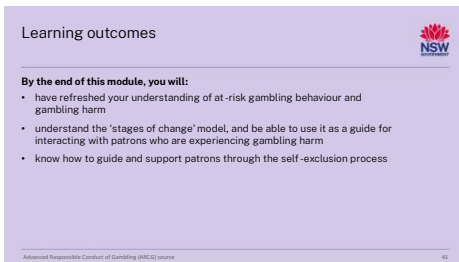 Learning outcomes
NSW
GOVERNMENT
By the end of this module, you will:
• have refreshed your understanding of at-risk gambling behaviour and
gambling harm
• understand the ‘stages of change’ model, and be able to use it as a guide for
interacting with patrons who are experiencing gambling harm
• know how to guide and support patrons through the self-exclusion process
Advanced Responsible Conduct of Gambling (ARCG) course
41